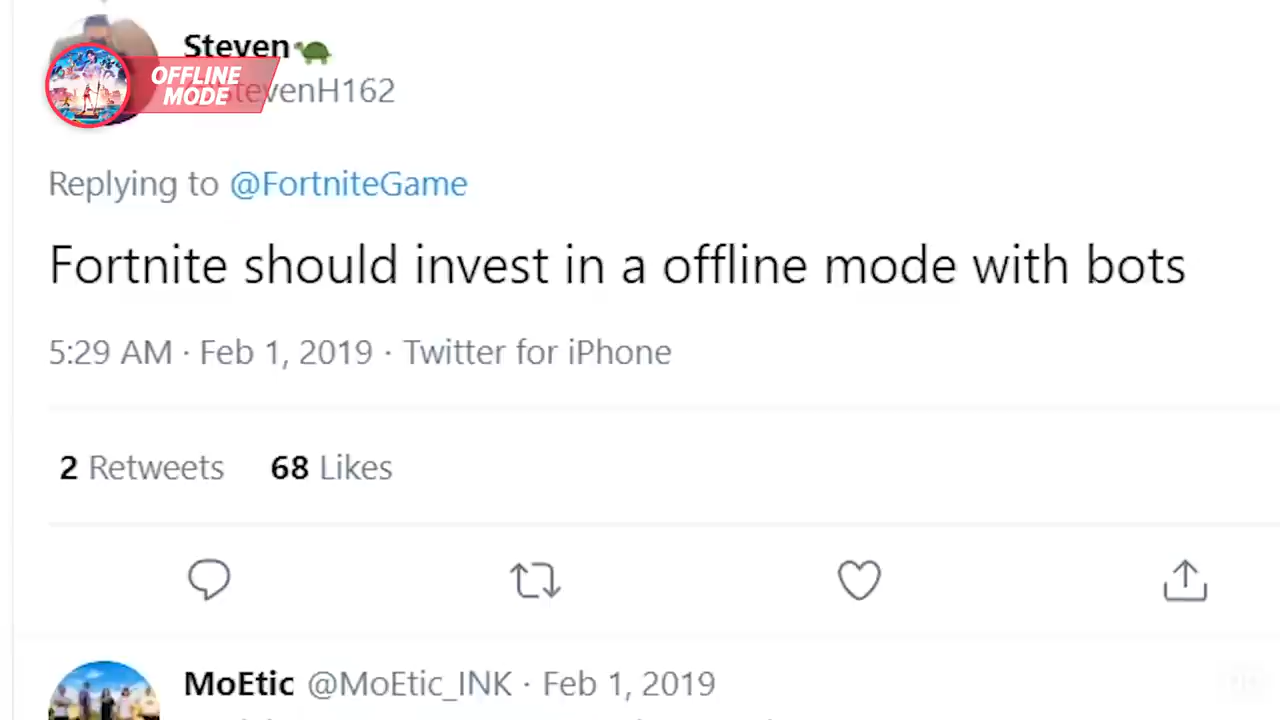 Steven
OFFLINE
MODE
tevenH162
Replying to @FortniteGame
Fortnite should invest in a offline mode with bots
5:29 AM · Feb 1, 2019 · Twitter for iPhone
2 Retweets 68 Likes
MoEtic @MoEtic_INK · Feb 1, 2019